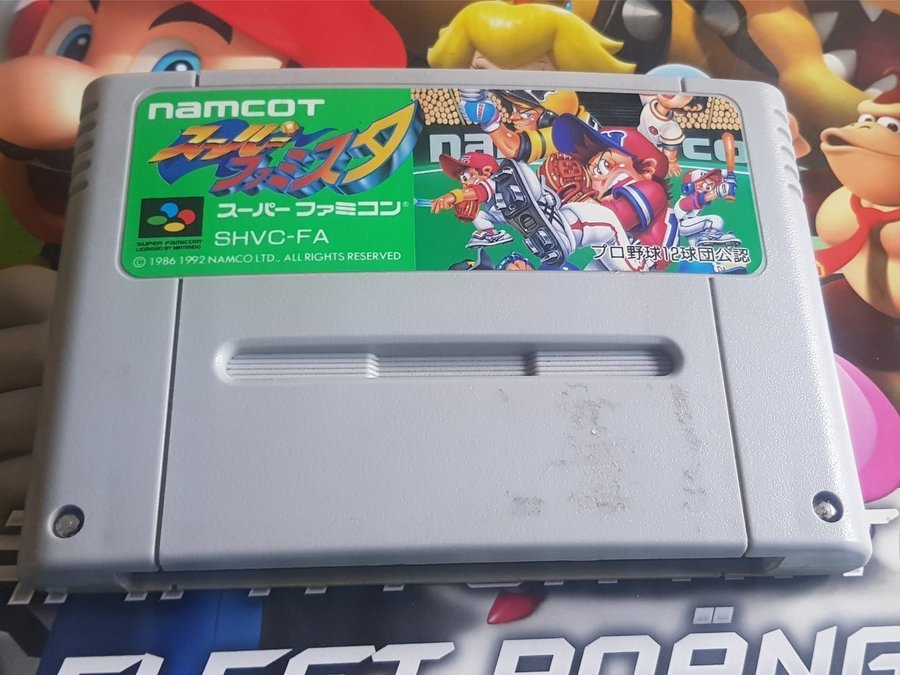 namcoT
スーパー
ファミスタ
スーパーファミコン®
SUPER FAMICOM
LICENSED BY NINTENDO
SHVC-FA
© 1986 1992 NAMCO LTD., ALL RIGHTS RESERVED
プロ野球12球団公認
FLEST POÄNG